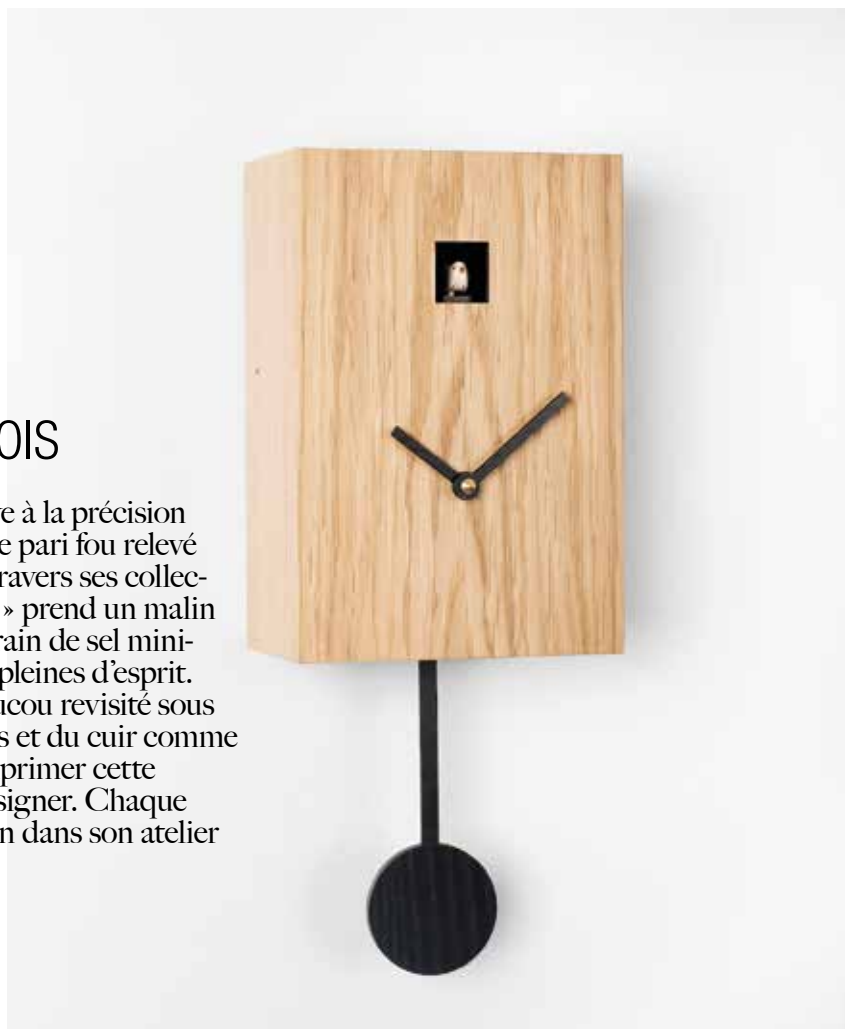 OIS
e à la précision
e pari fou relevé
ravers ses collec-
» prend un malin
rain de sel mini-
pleines d'esprit.
ucou revisité sous
s et du cuir comme
primer cette
signer. Chaque
n dans son atelier